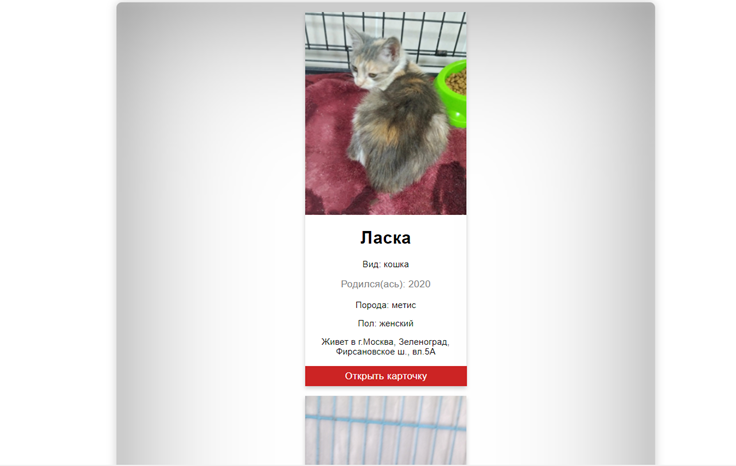 Ласка
Вид: кошка
Родился(ась): 2020
Порода: метис
Пол: женский
Живет в г.Москва, Зеленоград,
Фирсановское ш., вл.5А
Открыть карточку